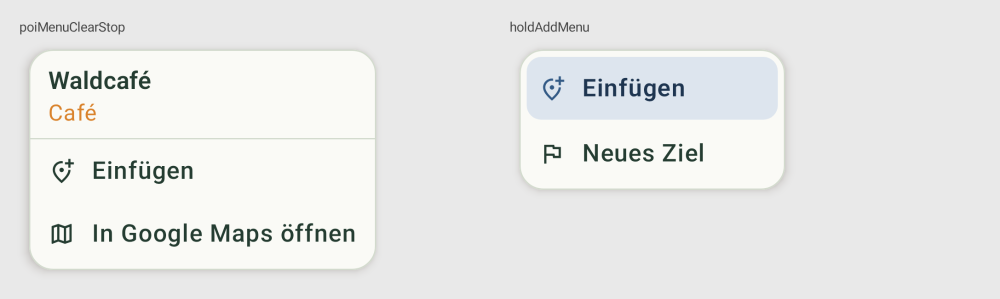 poiMenuClearStop
Waldcafé
Café
Einfügen
In Google Maps öffnen
holdAddMenu
Einfügen
Neues Ziel